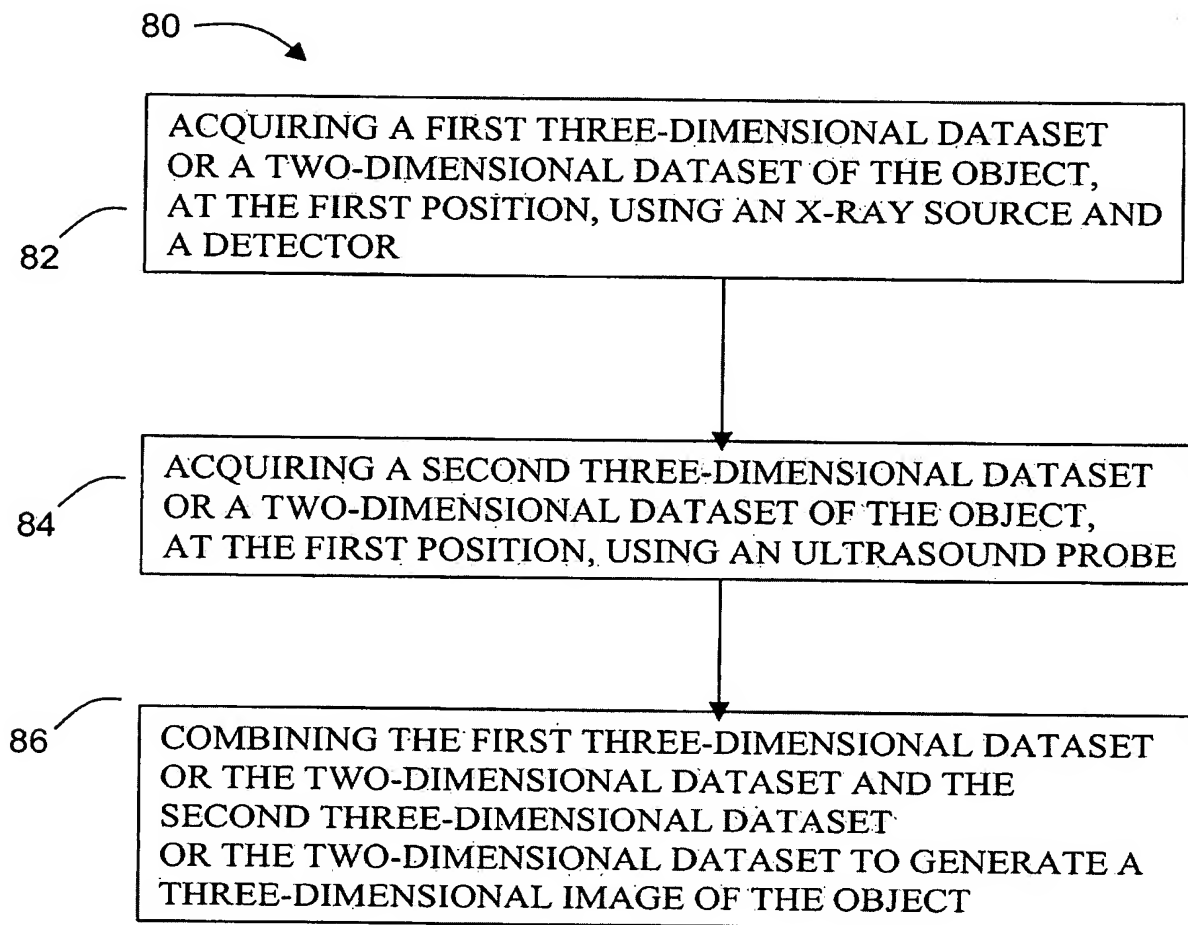 80
ACQUIRING A FIRST THREE-DIMENSIONAL DATASET
OR A TWO-DIMENSIONAL DATASET OF THE OBJECT,
AT THE FIRST POSITION, USING AN X-RAY SOURCE AND
A DETECTOR
82
ACQUIRING A SECOND THREE-DIMENSIONAL DATASET
OR A TWO-DIMENSIONAL DATASET OF THE OBJECT,
AT THE FIRST POSITION, USING AN ULTRASOUND PROBE
84
COMBINING THE FIRST THREE-DIMENSIONAL DATASET
OR THE TWO-DIMENSIONAL DATASET AND THE
SECOND THREE-DIMENSIONAL DATASET
OR THE TWO-DIMENSIONAL DATASET TO GENERATE A
THREE-DIMENSIONAL IMAGE OF THE OBJECT
86